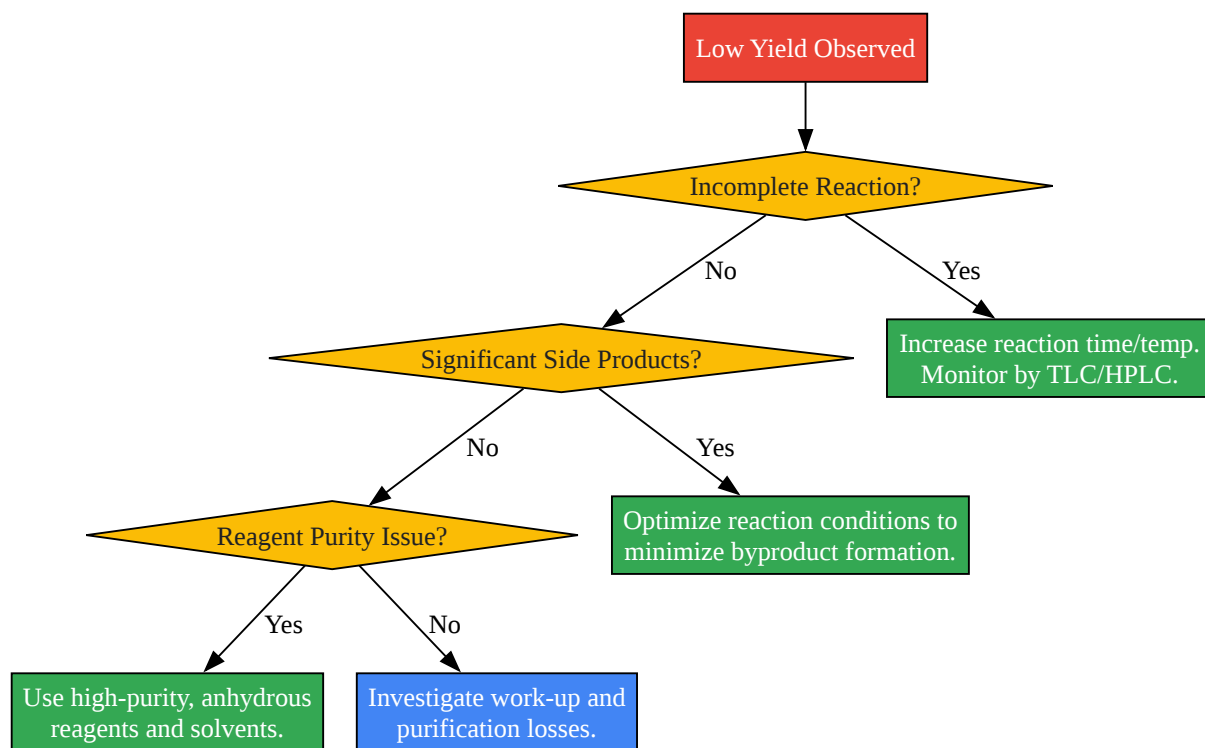 Low Yield Observed
Incomplete Reaction?
No
Yes
Significant Side Products?
Increase reaction time/temp.
Monitor by TLC/HPLC.
No
Yes
Reagent Purity Issue?
Optimize reaction conditions to
minimize byproduct formation.
Yes
No
Use high-purity, anhydrous
reagents and solvents.
Investigate work-up and
purification losses.